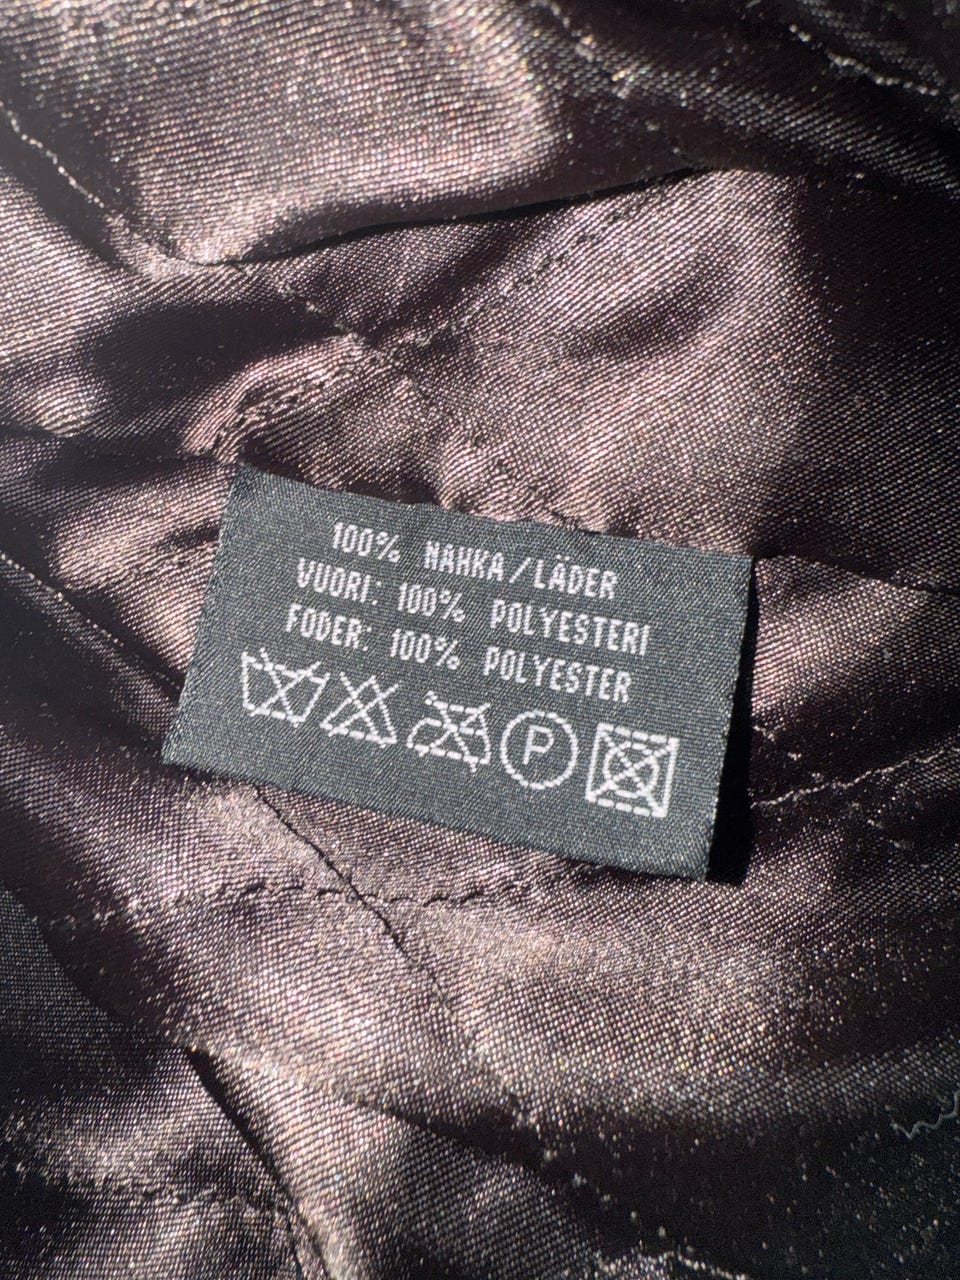 100% NAHKA/LÄDER
VUORI: 100% POLYESTERI
FODER: 100% POLYESTER
P